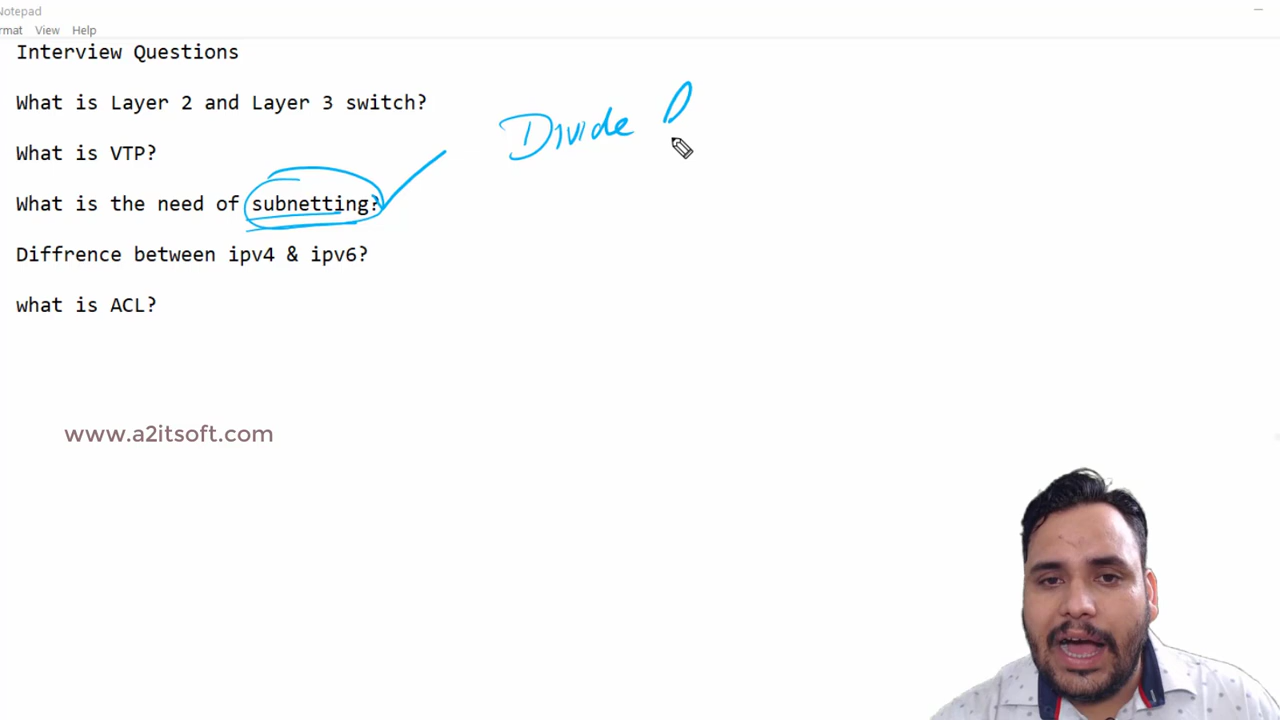 Notepad
rmat View Help
Interview Questions
What is Layer 2 and Layer 3 switch?
Divide
What is VTP?
What is the need of subnetting?
Diffrence between ipv4 & ipv6?
what is ACL?
www.a2itsoft.com